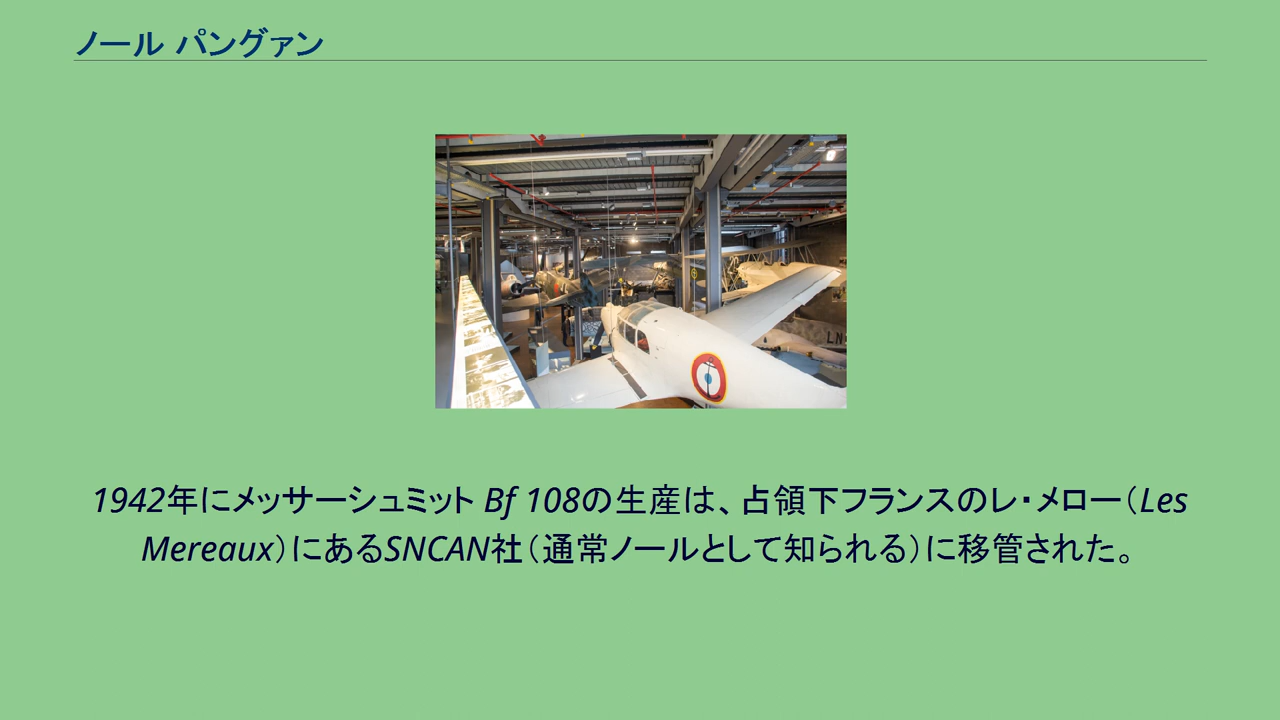 ノール パングァン
LN
1942年にメッサーシュミット Bf 108の生産は、占領下フランスのレ・メロー（Les
Mereaux）にあるSNCAN社（通常ノールとして知られる）に移管された。